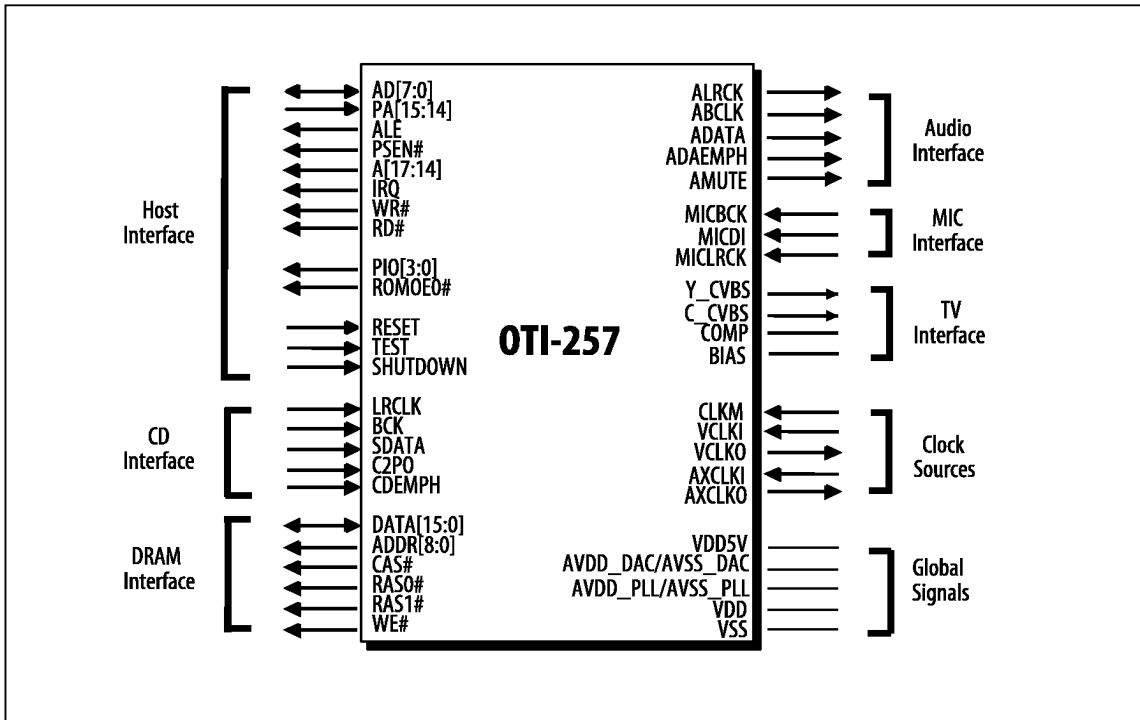 Host
Interface
AD[7:0]
PA[15:14]
ALE
PSEN#
A[17:14]
IRQ
WR#
RD#
PIO[3:0]
ROMOE0#
RESET
TEST
SHUTDOWN
CD
Interface
LRCLK
BCK
SDATA
C2PO
CDEMPH
DRAM
Interface
DATA[15:0]
ADDR[8:0]
CAS#
RAS0#
RAS1#
WE#
OTI-257
ALRCK
ABCLK
ADATA
ADAEMPH
AMUTE
Audio
Interface
MICBCK
MICDI
MICLRCK
MIC
Interface
Y_CVBS
C_CVBS
COMP
BIAS
TV
Interface
CLKM
VCLKI
VCLKO
AXCLKI
AXCLKO
Clock
Sources
VDD5V
AVDD_DAC/AVSS_DAC
AVDD_PLL/AVSS_PLL
VDD
VSS
Global
Signals